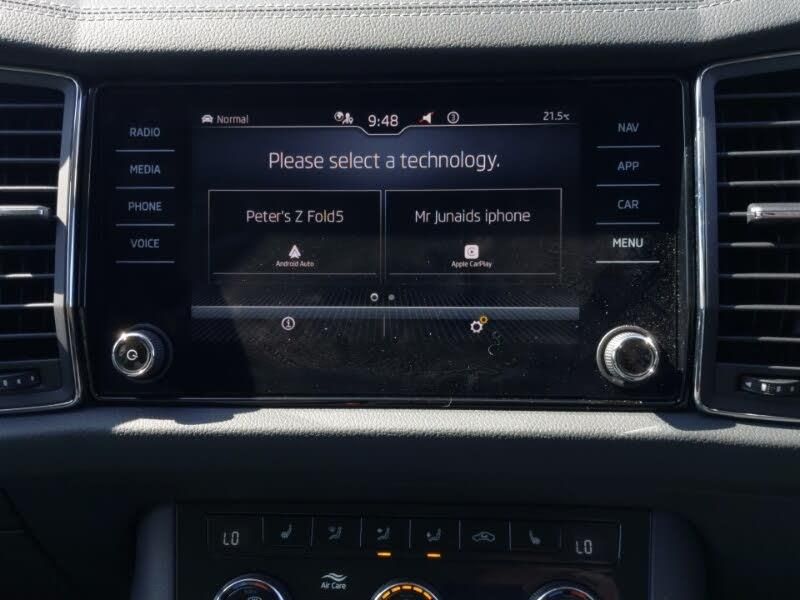 Normal
9:48
3
21.5°C
RADIO
MEDIA
PHONE
VOICE
Please select a technology.
Peter's Z Fold5
Android Auto
Mr Junaids iphone
Apple CarPlay
NAV
APP
CAR
MENU
LO
LO
Air Care